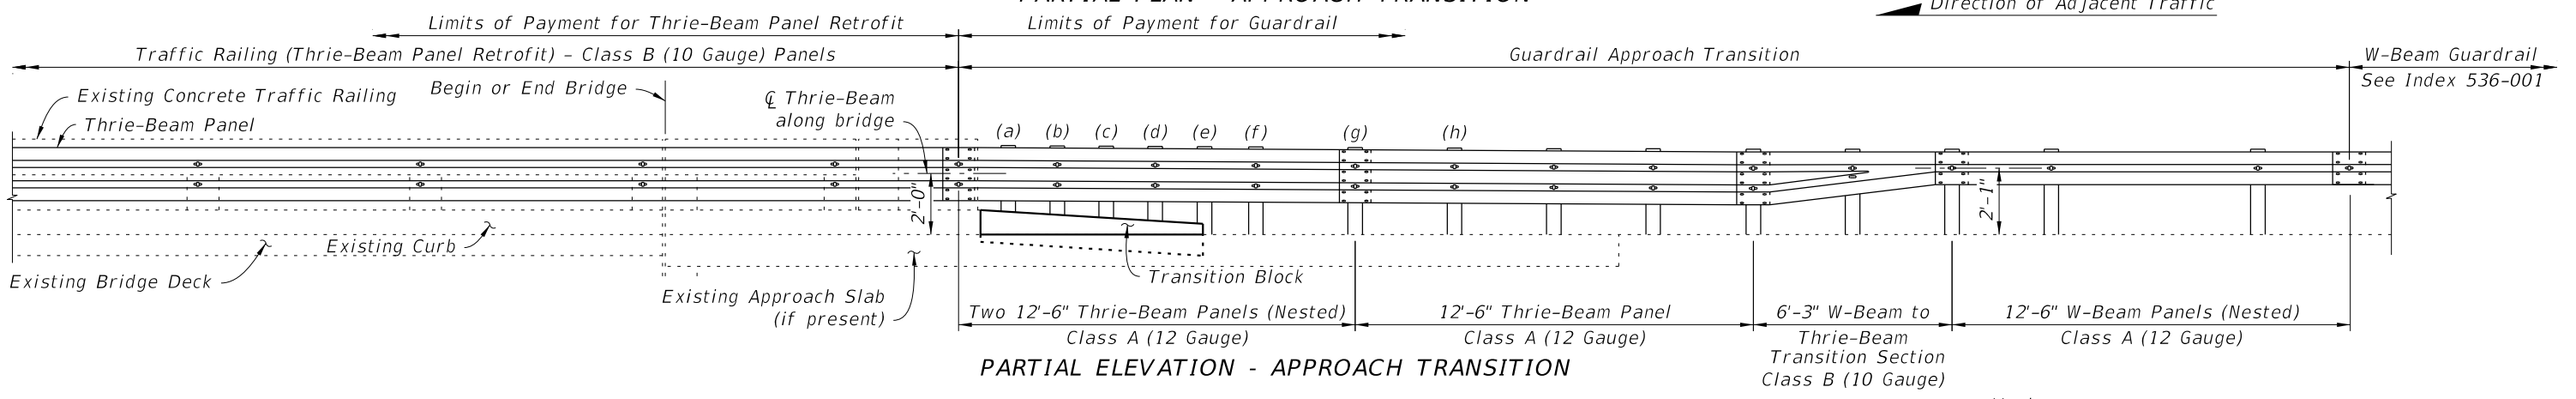 PARTIAL PLAN - APPROACH TRANSITION
Direction of Adjacent Traffic
Limits of Payment for Thrie-Beam Panel Retrofit
Limits of Payment for Guardrail
Traffic Railing (Thrie-Beam Panel Retrofit) - Class B (10 Gauge) Panels
Guardrail Approach Transition
W-Beam Guardrail
See Index 536-001
Existing Concrete Traffic Railing
Thrie-Beam Panel
Begin or End Bridge
℄ Thrie-Beam
along bridge
(a) (b) (c) (d) (e) (f) (g) (h)
2'-0"
2'-1"
Existing Curb
Existing Bridge Deck
Existing Approach Slab
(if present)
Transition Block
Two 12'-6" Thrie-Beam Panels (Nested)
Class A (12 Gauge)
12'-6" Thrie-Beam Panel
Class A (12 Gauge)
6'-3" W-Beam to
Thrie-Beam
Transition Section
Class B (10 Gauge)
12'-6" W-Beam Panels (Nested)
Class A (12 Gauge)
PARTIAL ELEVATION - APPROACH TRANSITION